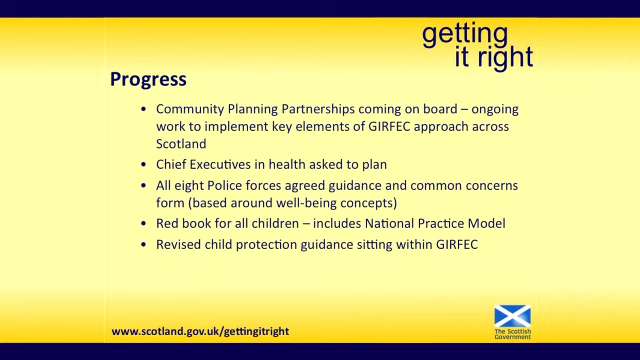 getting
it right
Progress
• Community Planning Partnerships coming on board – ongoing
work to implement key elements of GIRFEC approach across
Scotland
• Chief Executives in health asked to plan
• All eight Police forces agreed guidance and common concerns
form (based around well-being concepts)
• Red book for all children – includes National Practice Model
• Revised child protection guidance sitting within GIRFEC
www.scotland.gov.uk/gettingitright
The Scottish
Government